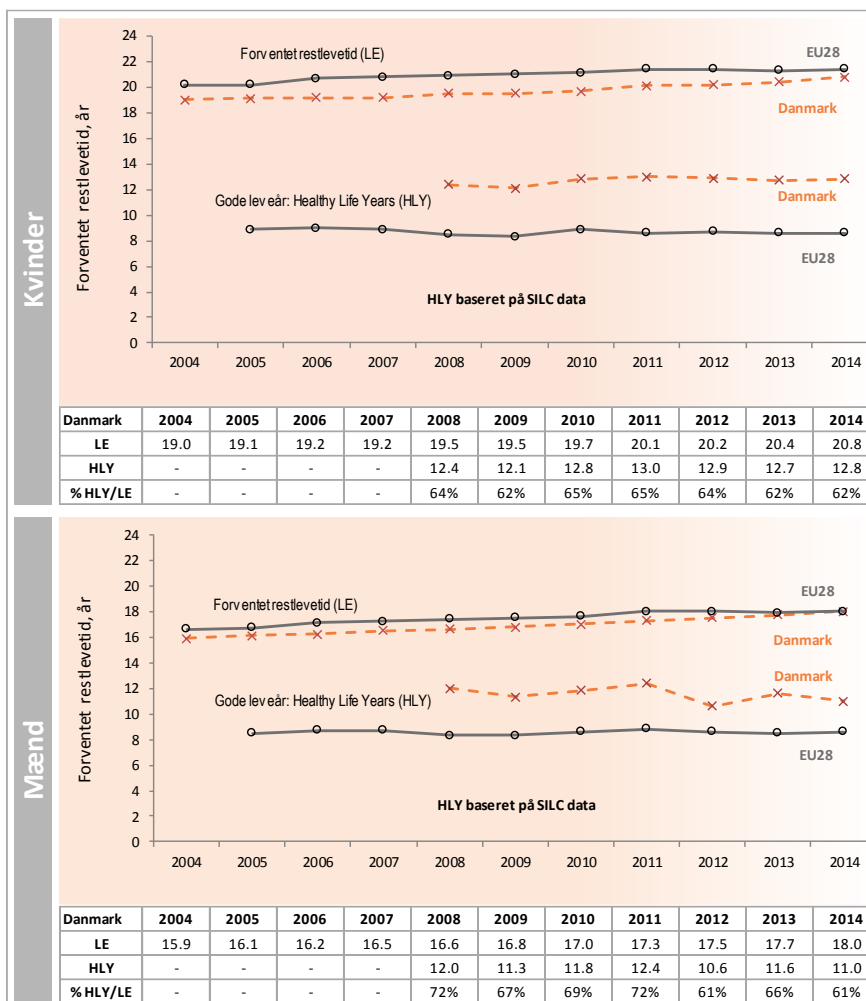 Kvinder
Forventet restlevetid, år
24
22
20
18
16
14
12
10
8
6
4
2
0
Forventet restlevetid (LE)
EU28
Danmark
Danmark
Gode leveår: Healthy Life Years (HLY)
EU28
HLY baseret på SILC data
2004 2005 2006 2007 2008 2009 2010 2011 2012 2013 2014
Danmark 2004 2005 2006 2007 2008 2009 2010 2011 2012 2013 2014
LE 19.0 19.1 19.2 19.2 19.5 19.5 19.7 20.1 20.2 20.4 20.8
HLY - - - - 12.4 12.1 12.8 13.0 12.9 12.7 12.8
% HLY/LE - - - - 64% 62% 65% 65% 64% 62% 62%
Mænd
Forventet restlevetid, år
24
22
20
18
16
14
12
10
8
6
4
2
0
EU28
Forventet restlevetid (LE)
Danmark
Danmark
Gode leveår: Healthy Life Years (HLY)
EU28
HLY baseret på SILC data
2004 2005 2006 2007 2008 2009 2010 2011 2012 2013 2014
Danmark 2004 2005 2006 2007 2008 2009 2010 2011 2012 2013 2014
LE 15.9 16.1 16.2 16.5 16.6 16.8 17.0 17.3 17.5 17.7 18.0
HLY - - - - 12.0 11.3 11.8 12.4 10.6 11.6 11.0
% HLY/LE - - - - 72% 67% 69% 72% 61% 66% 61%